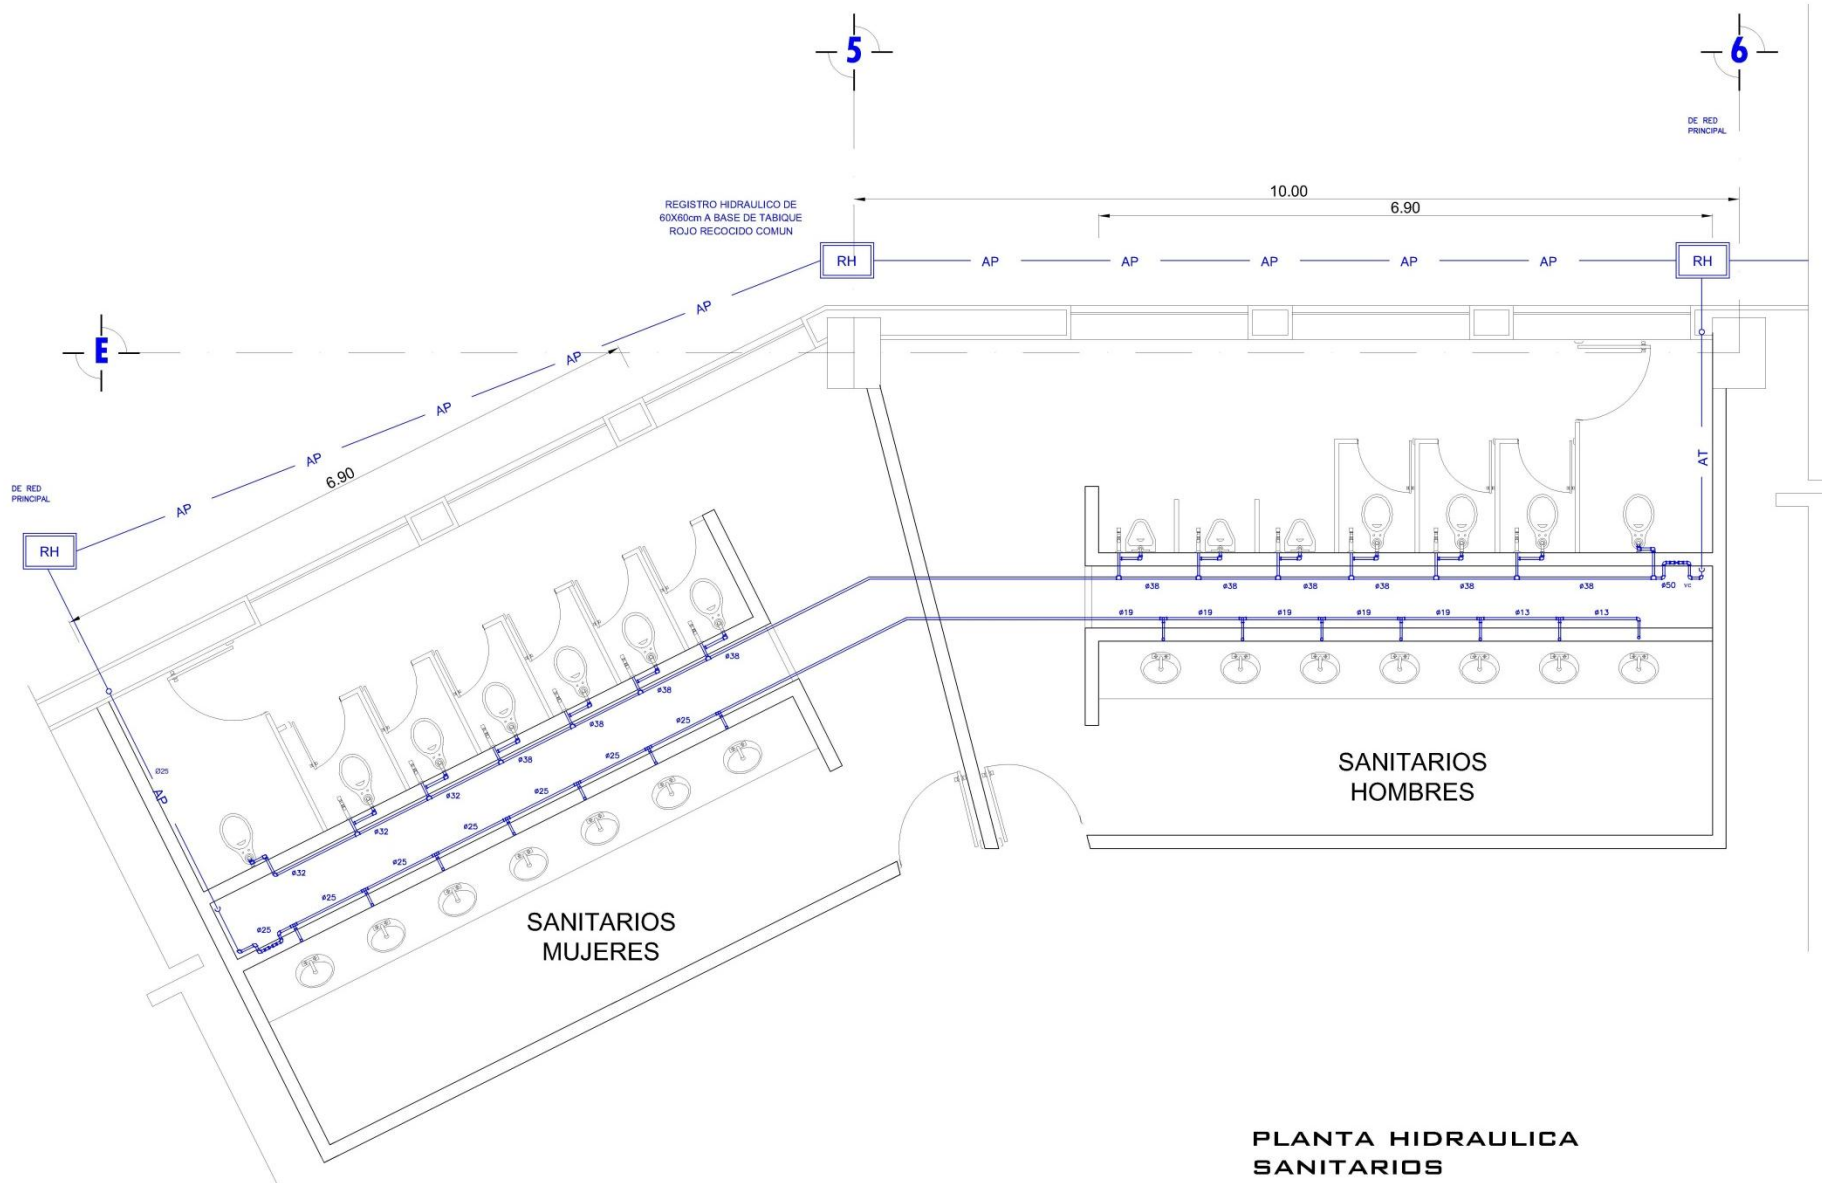 5
6
DE RED
PRINCIPAL
10.00
6.90
REGISTRO HIDRAULICO DE
60X60cm A BASE DE TABIQUE
ROJO RECOCIDO COMUN
RH
AP
AP
AP
AP
AP
RH
E
AP
AP
AP
AP
AP
AP
6.90
DE RED
PRINCIPAL
RH
AT
ø38
ø38
ø38
ø38
ø38
ø38
ø50
VC
ø19
ø19
ø19
ø19
ø19
ø13
ø13
ø38
ø38
ø38
ø38
ø32
ø32
ø32
ø25
ø25
ø25
ø25
ø25
ø25
ø25
Ø25
AP
SANITARIOS
HOMBRES
SANITARIOS
MUJERES
PLANTA HIDRAULICA
SANITARIOS